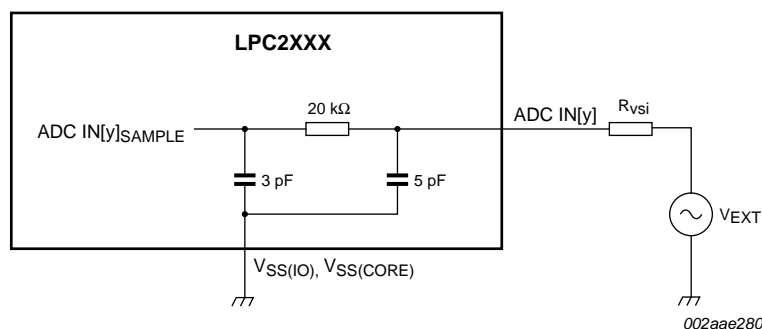 LPC2XXX
20 kΩ
ADC IN[y]
Rvsi
ADC IN[y]SAMPLE
3 pF
5 pF
VEXT
VSS(IO), VSS(CORE)
002aae280